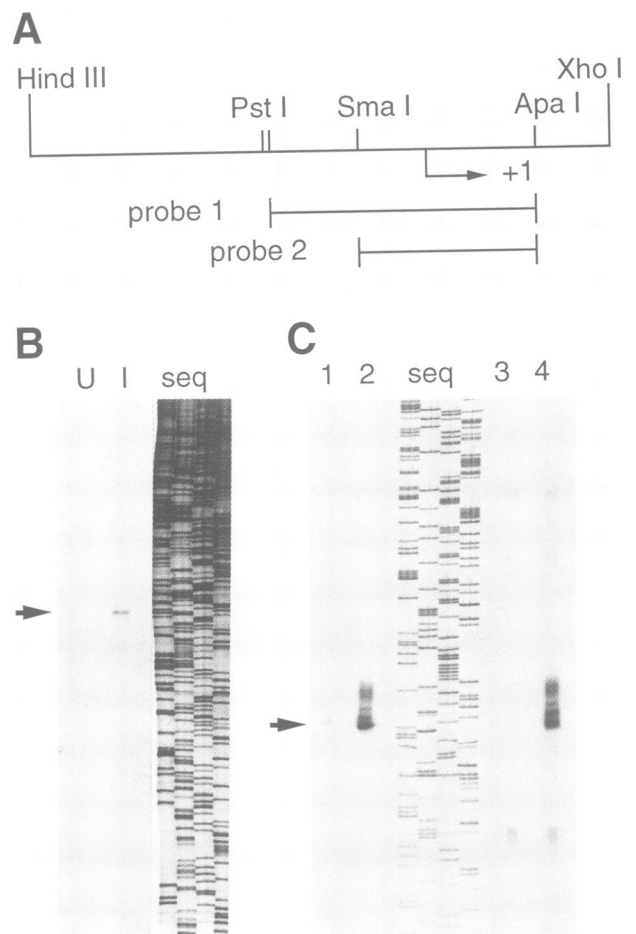 A
Hind III
Xho I
Pst I Sma I Apa I
+1
probe 1
probe 2
B
U I seq
C
1 2 seq 3 4